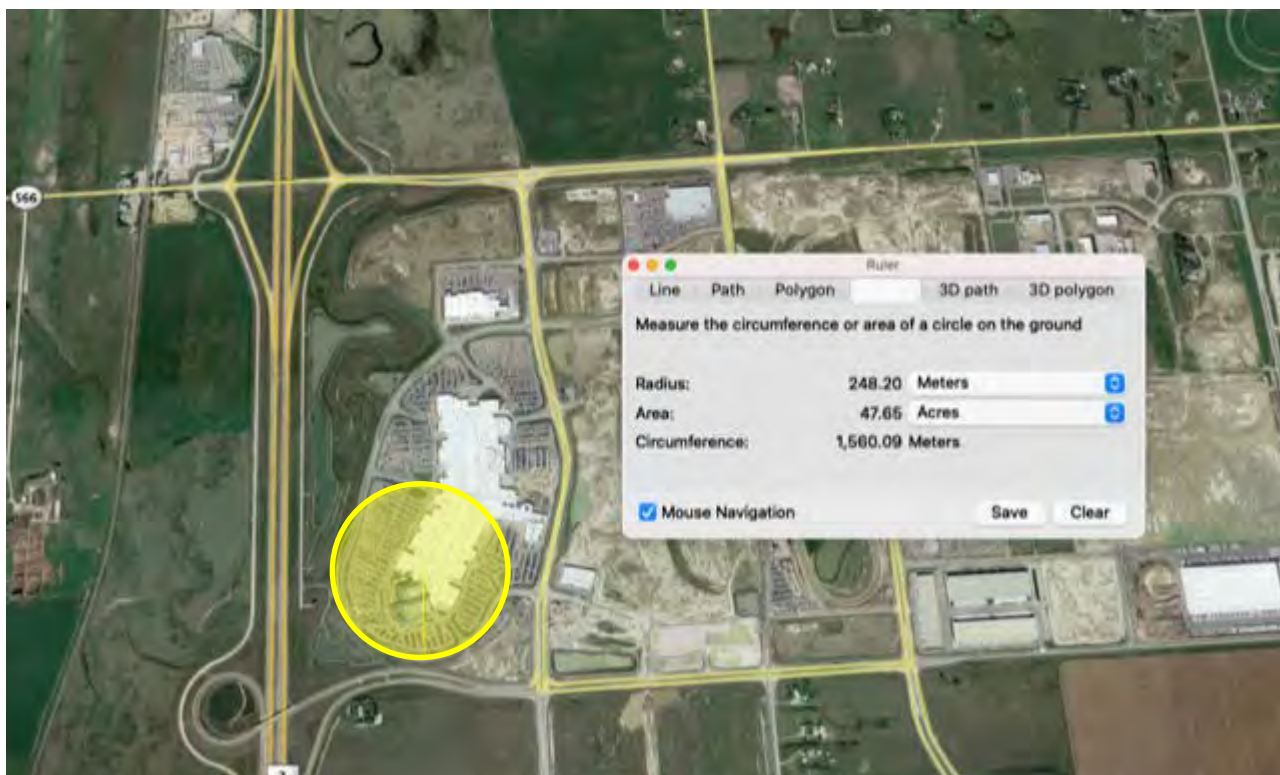 566
Ruler
Line Path Polygon 3D path 3D polygon
Measure the circumference or area of a circle on the ground
Radius: 248.20 Meters
Area: 47.65 Acres
Circumference: 1,560.09 Meters
Mouse Navigation Save Clear
2